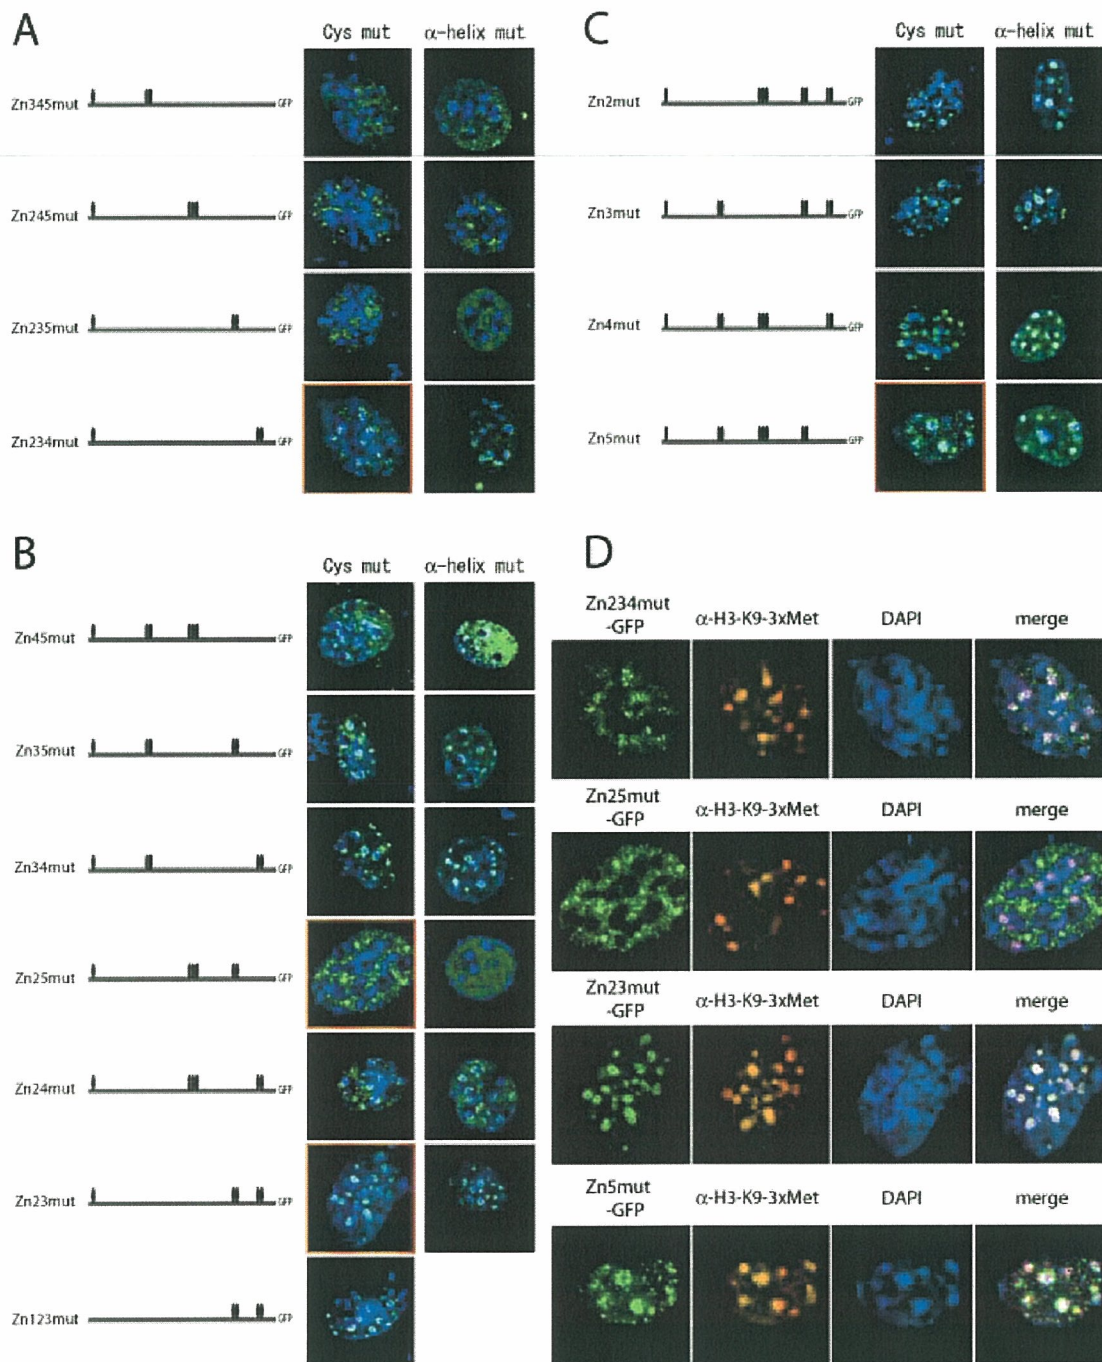 A
Cys mut α-helix mut
Zn345mut GFP
Zn245mut GFP
Zn235mut GFP
Zn234mut GFP
B
Cys mut α-helix mut
Zn45mut GFP
Zn35mut GFP
Zn34mut GFP
Zn25mut GFP
Zn24mut GFP
Zn23mut GFP
Zn123mut GFP
C
Cys mut α-helix mut
Zn2mut GFP
Zn3mut GFP
Zn4mut GFP
Zn5mut GFP
D
Zn234mut
-GFP α-H3-K9-3xMet DAPI merge
Zn25mut
-GFP α-H3-K9-3xMet DAPI merge
Zn23mut
-GFP α-H3-K9-3xMet DAPI merge
Zn5mut
-GFP α-H3-K9-3xMet DAPI merge